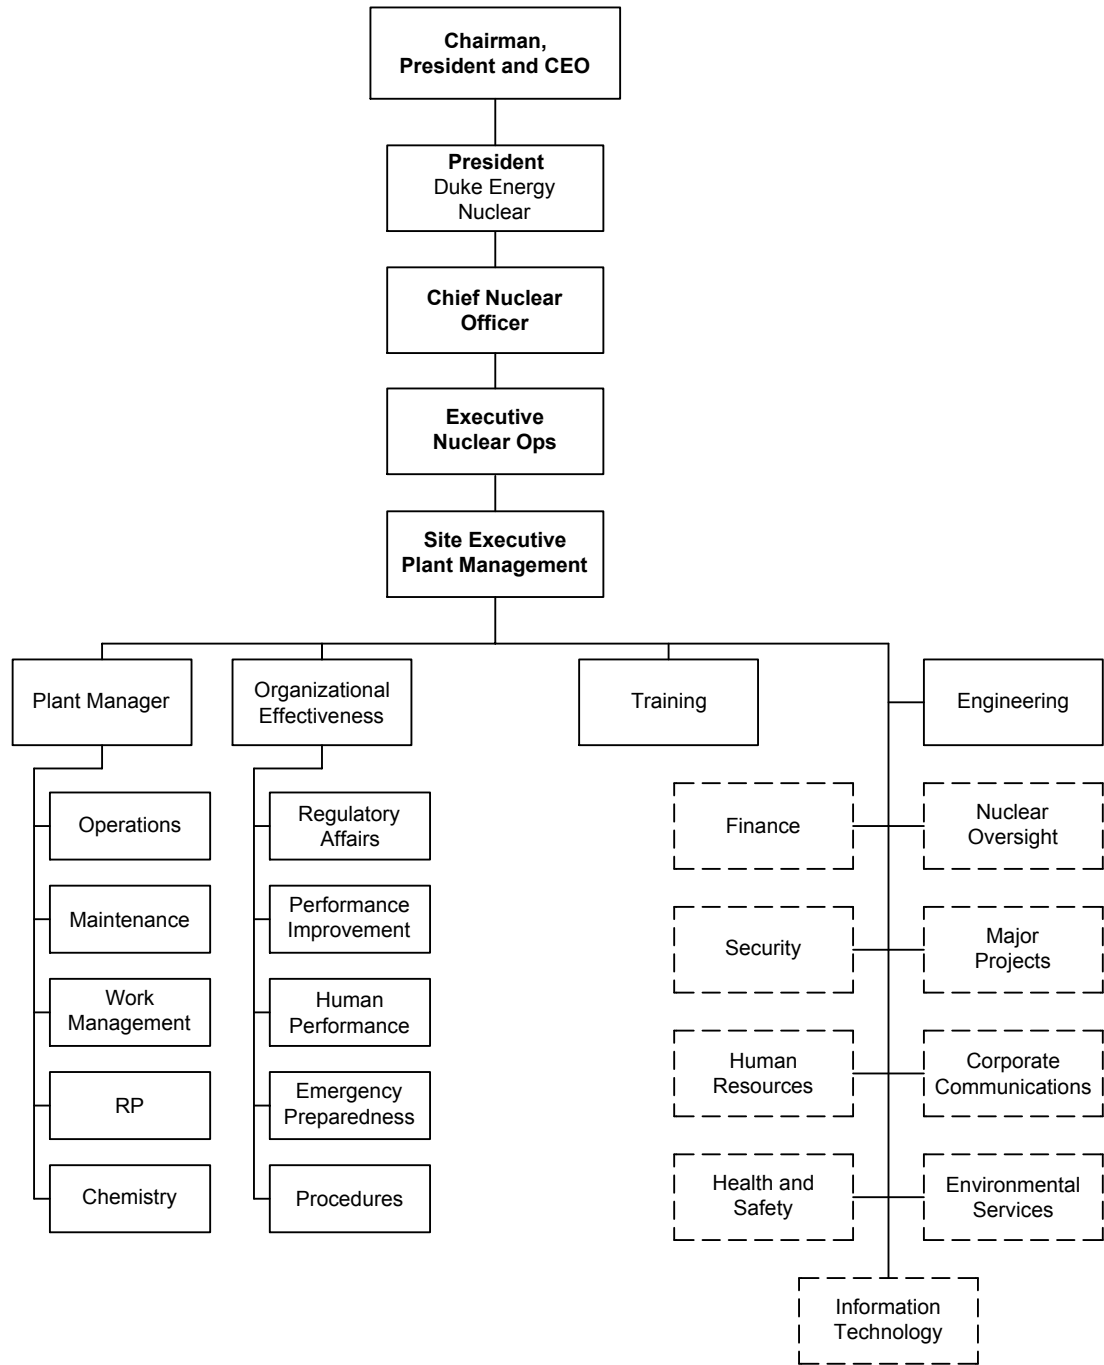 Chairman,
President and CEO
President
Duke Energy
Nuclear
Chief Nuclear
Officer
Executive
Nuclear Ops
Site Executive
Plant Management
Plant Manager
Organizational
Effectiveness
Training
Engineering
Operations
Maintenance
Work
Management
RP
Chemistry
Regulatory
Affairs
Performance
Improvement
Human
Performance
Emergency
Preparedness
Procedures
Finance
Nuclear
Oversight
Security
Major
Projects
Human
Resources
Corporate
Communications
Health and
Safety
Environmental
Services
Information
Technology